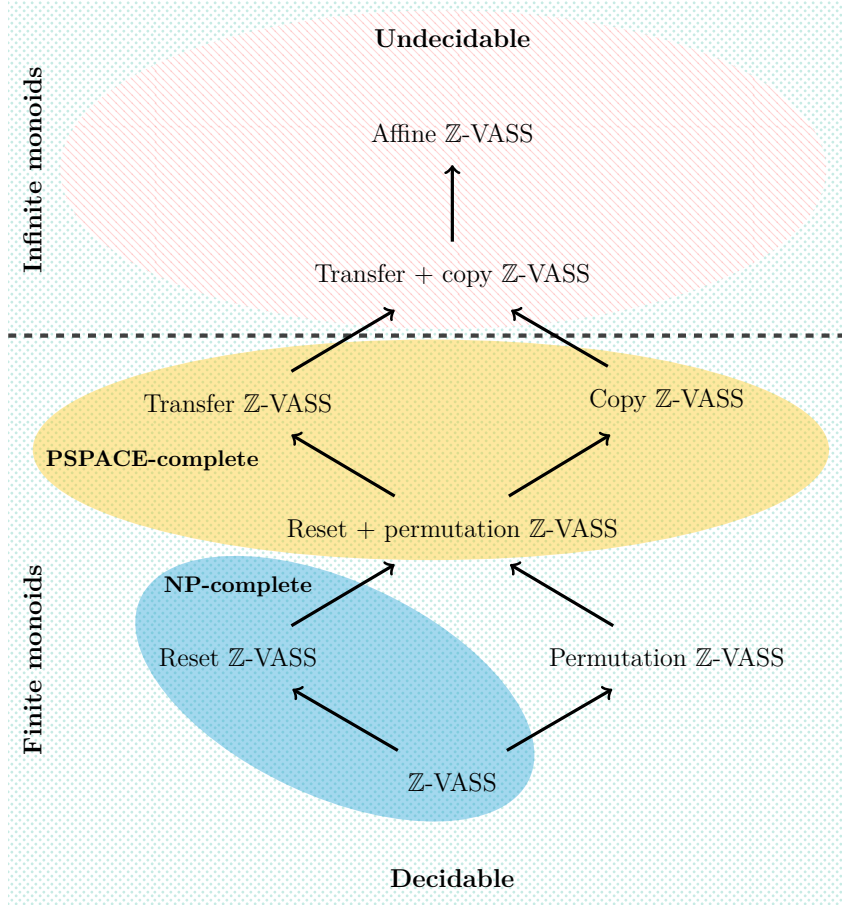 Undecidable
Infinite monoids
Affine ℤ-VASS
Transfer + copy ℤ-VASS
Transfer ℤ-VASS
Copy ℤ-VASS
PSPACE-complete
Reset + permutation ℤ-VASS
NP-complete
Finite monoids
Reset ℤ-VASS
Permutation ℤ-VASS
ℤ-VASS
Decidable